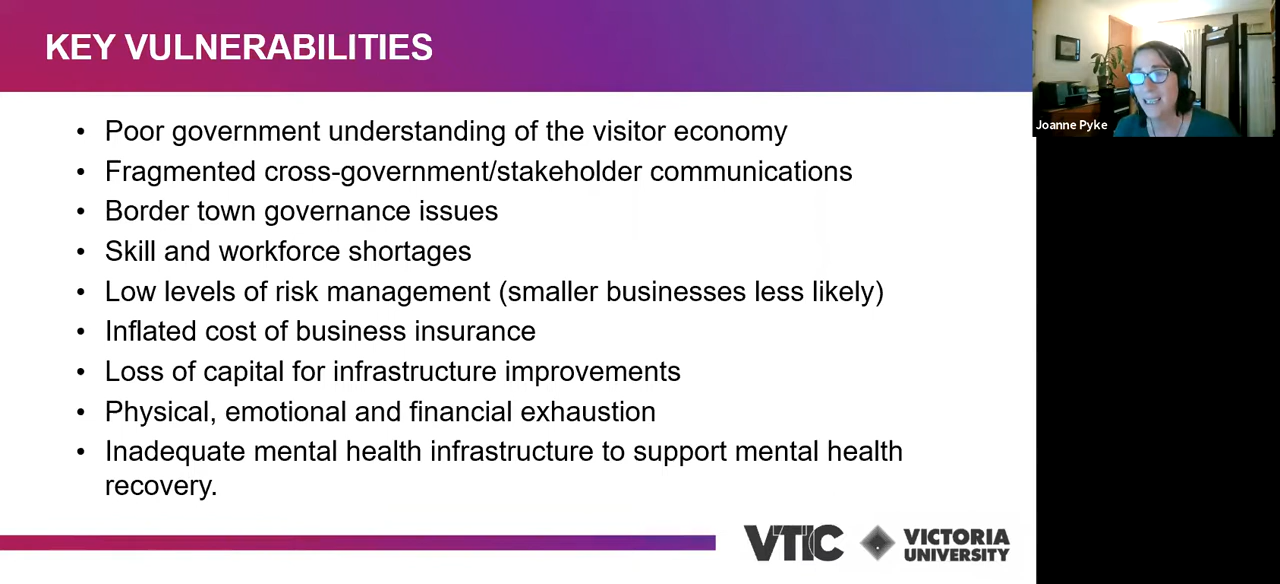 KEY VULNERABILITIES
Joanne Pyke
• Poor government understanding of the visitor economy
• Fragmented cross-government/stakeholder communications
• Border town governance issues
• Skill and workforce shortages
• Low levels of risk management (smaller businesses less likely)
• Inflated cost of business insurance
• Loss of capital for infrastructure improvements
• Physical, emotional and financial exhaustion
• Inadequate mental health infrastructure to support mental health
recovery.
VTIC
VICTORIA
UNIVERSITY